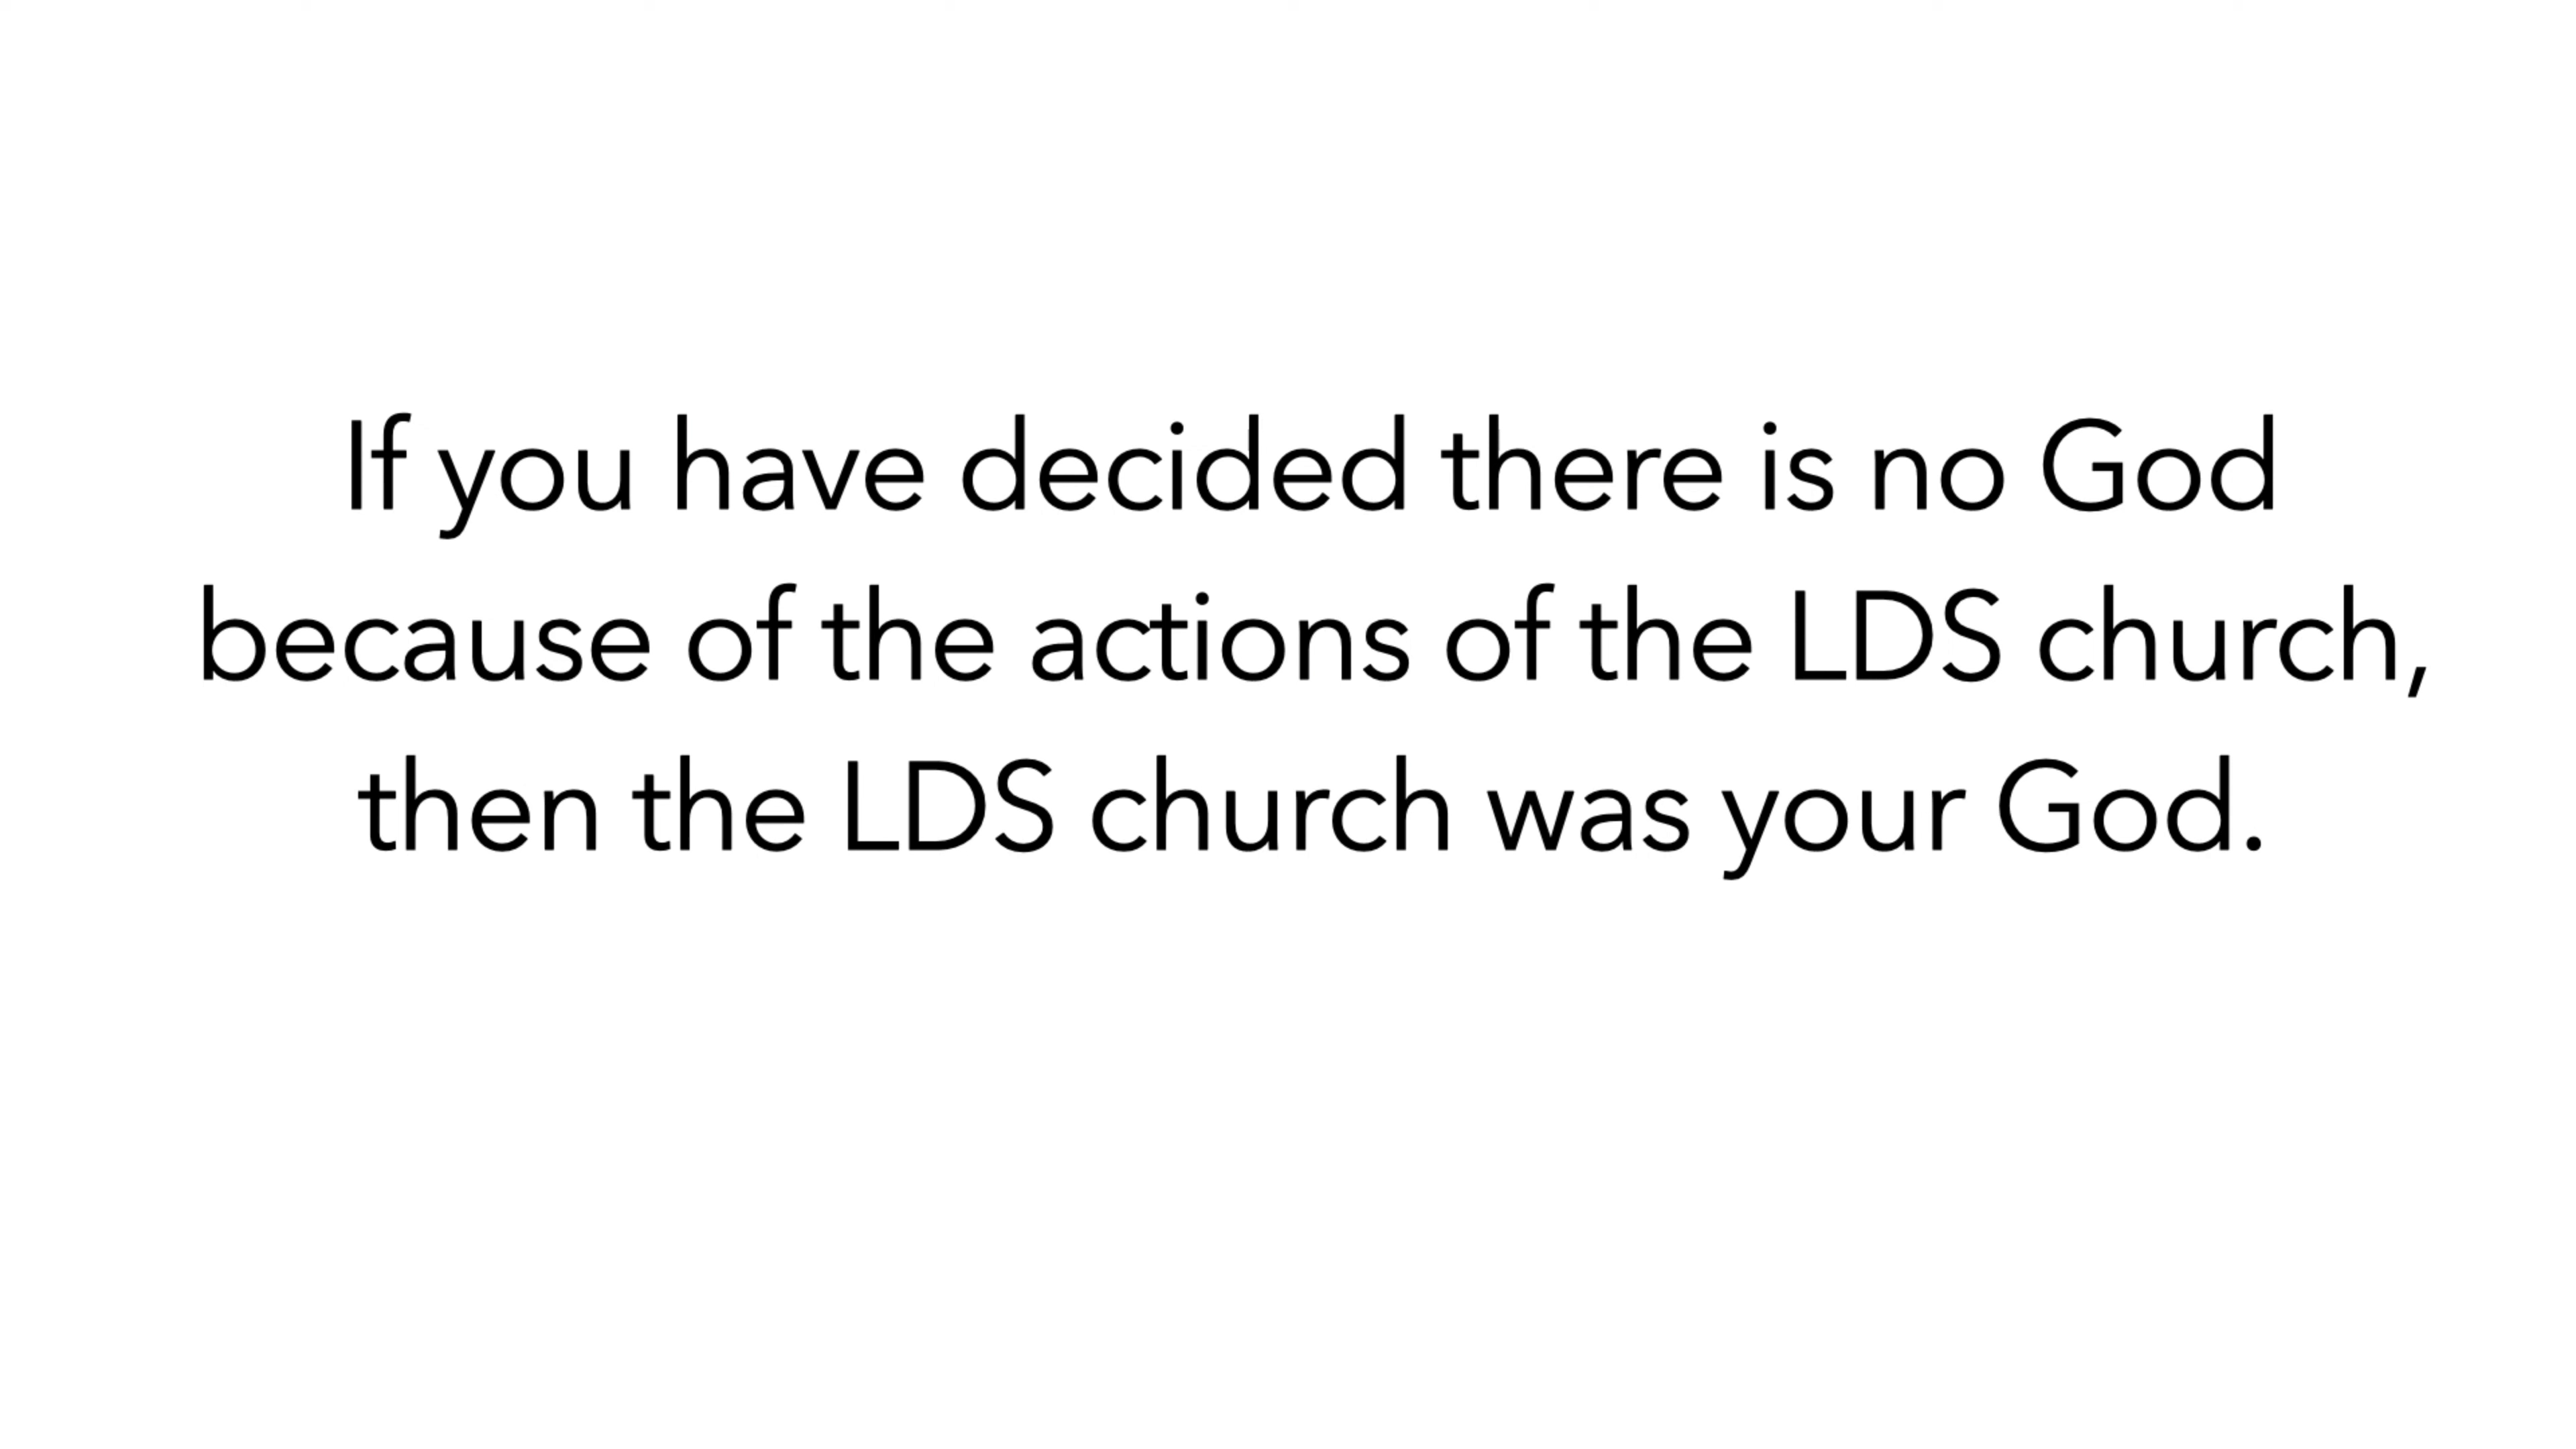 If you have decided there is no God
because of the actions of the LDS church,
then the LDS church was your God.